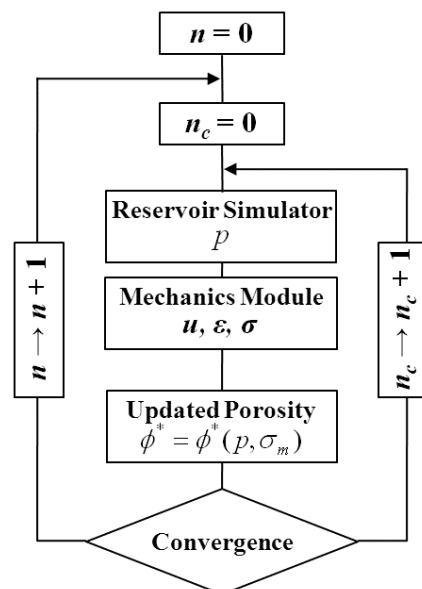 n = 0
n_c = 0
Reservoir Simulator
p
n → n + 1
n_c → n_c + 1
Mechanics Module
u, ε, σ
Updated Porosity
ϕ* = ϕ*(p, σ_m)
Convergence